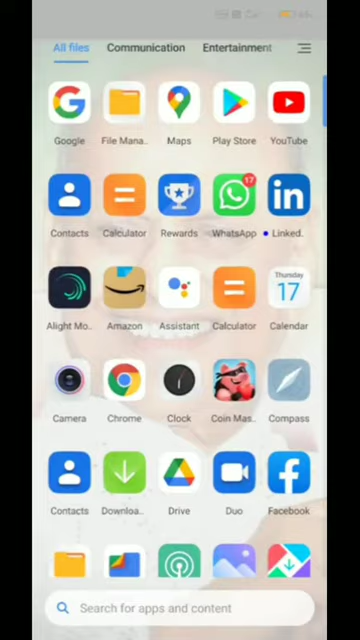 All files Communication Entertainment
Google File Mana.. Maps Play Store YouTube
17
Contacts Calculator Rewards WhatsApp Linked..
Thursday
17
Alight Mo.. Amazon Assistant Calculator Calendar
Camera Chrome Clock Coin Mas.. Compass
Contacts Downloa.. Drive Duo Facebook
Search for apps and content